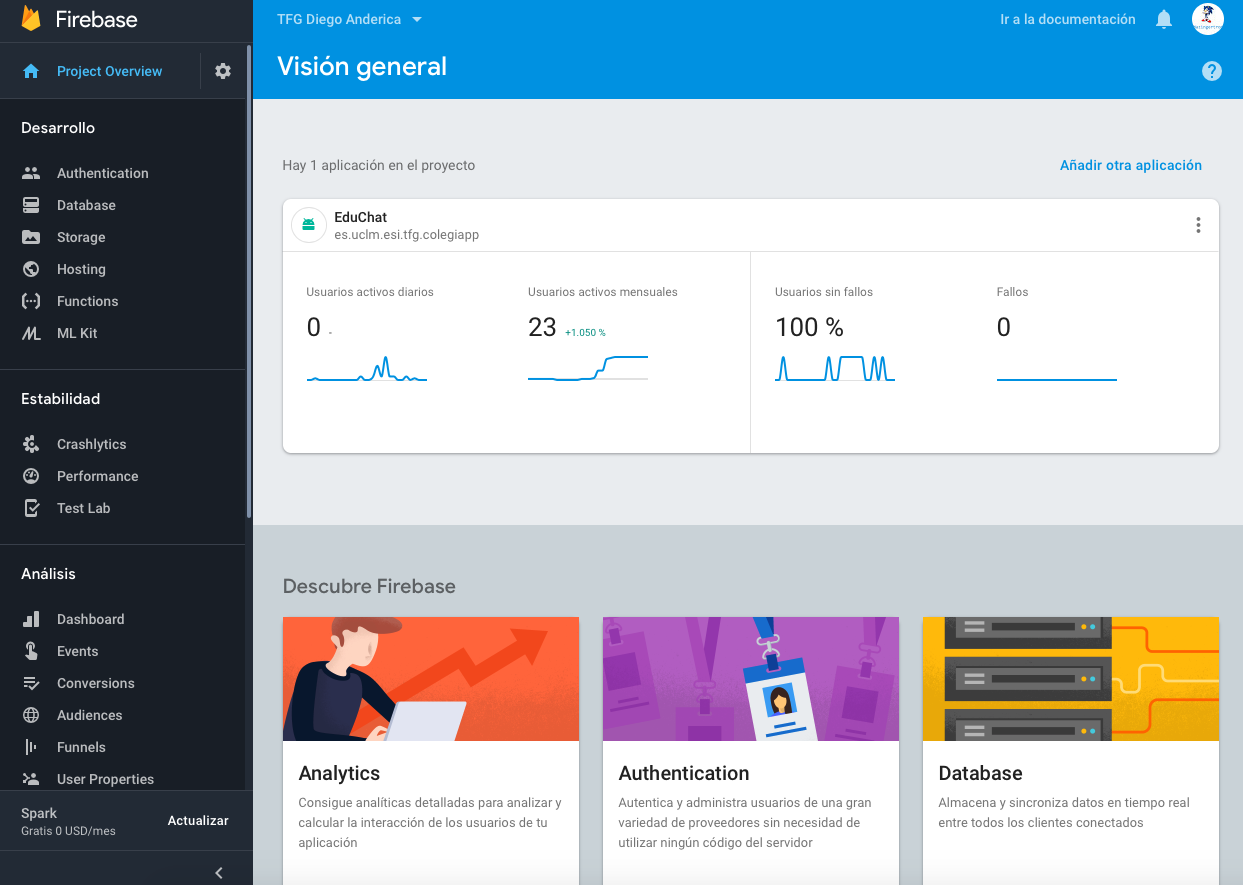 Firebase
Project Overview
Desarrollo
Authentication
Database
Storage
Hosting
Functions
ML Kit
Estabilidad
Crashlytics
Performance
Test Lab
Análisis
Dashboard
Events
Conversions
Audiences
Funnels
User Properties
Spark
Gratis 0 USD/mes
Actualizar
TFG Diego Anderica
Ir a la documentación
Visión general
Hay 1 aplicación en el proyecto
Añadir otra aplicación
EduChat
es.uclm.esi.tfg.colegiapp
Usuarios activos diarios
0 -
Usuarios activos mensuales
23 +1.050 %
Usuarios sin fallos
100 %
Fallos
0
Descubre Firebase
Analytics
Consigue analíticas detalladas para analizar y
calcular la interacción de los usuarios de tu
aplicación
Authentication
Autentica y administra usuarios de una gran
variedad de proveedores sin necesidad de
utilizar ningún código del servidor
Database
Almacena y sincroniza datos en tiempo real
entre todos los clientes conectados